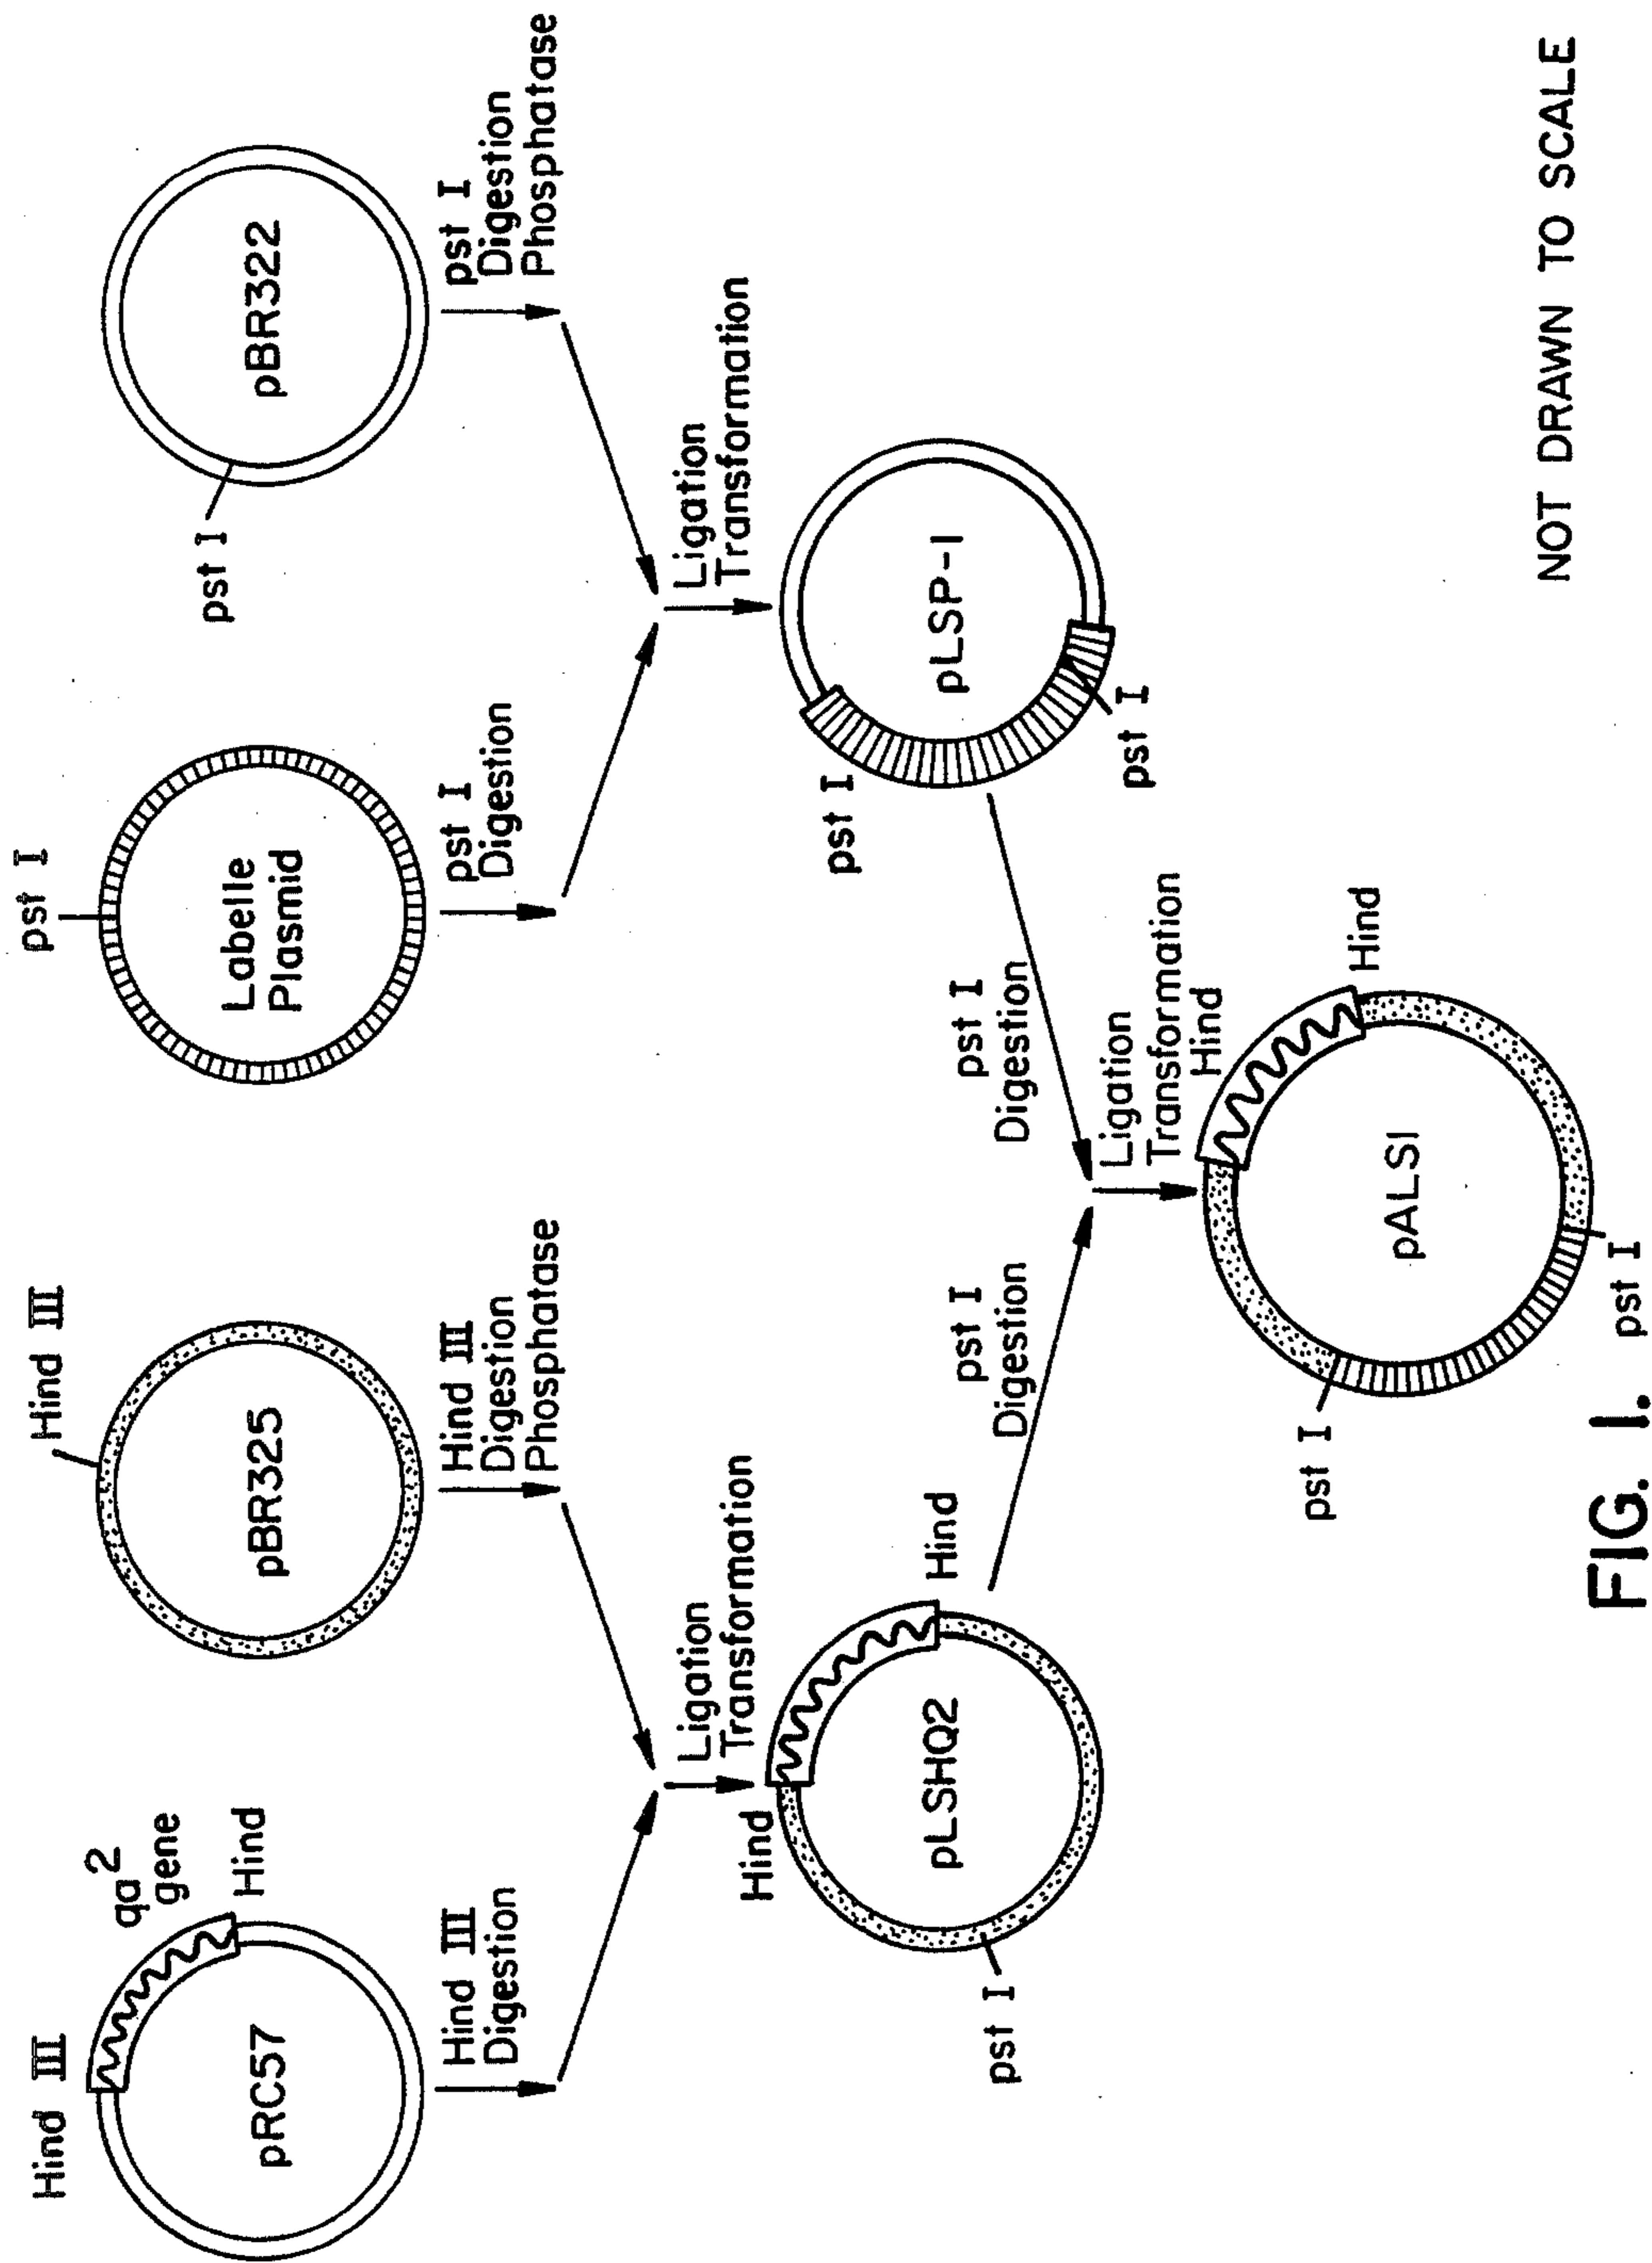 Hind III
qa2
gene
Hind
pRC57
Hind III
Digestion
Hind III
pBR325
Hind III
Digestion
Phosphatase
pst I
Labelle
Plasmid
pst I
Digestion
pst I
pBR322
pst I
Digestion
Phosphatase
Ligation
Transformation
Hind
Hind
pLSHQ2
pst I
Ligation
Transformation
pLSP-I
pst I
pst I
pst I
Digestion
pst I
Digestion
Ligation
Transformation
Hind
Hind
pALSI
pst I
pst I
NOT DRAWN TO SCALE
FIG. I.